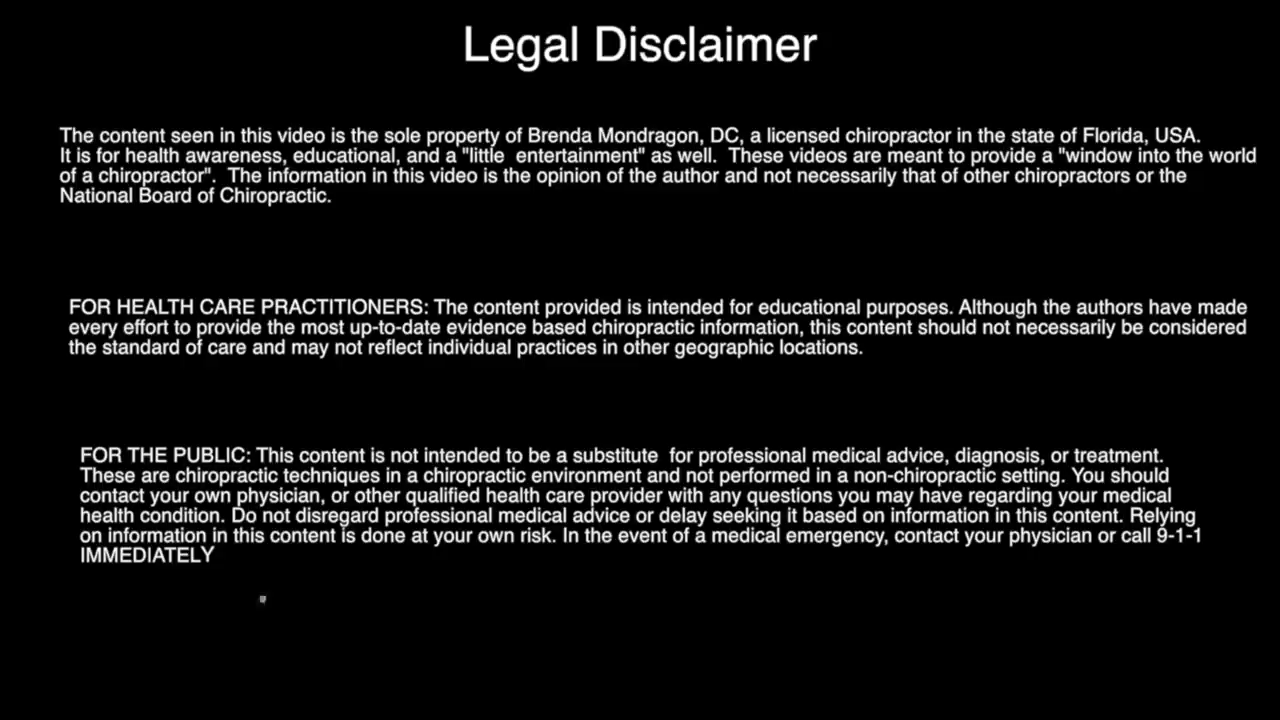 Legal Disclaimer
The content seen in this video is the sole property of Brenda Mondragon, DC, a licensed chiropractor in the state of Florida, USA.
It is for health awareness, educational, and a "little  entertainment" as well.  These videos are meant to provide a "window into the world
of a chiropractor".  The information in this video is the opinion of the author and not necessarily that of other chiropractors or the
National Board of Chiropractic.
FOR HEALTH CARE PRACTITIONERS: The content provided is intended for educational purposes. Although the authors have made
every effort to provide the most up-to-date evidence based chiropractic information, this content should not necessarily be considered
the standard of care and may not reflect individual practices in other geographic locations.
FOR THE PUBLIC: This content is not intended to be a substitute  for professional medical advice, diagnosis, or treatment.
These are chiropractic techniques in a chiropractic environment and not performed in a non-chiropractic setting. You should
contact your own physician, or other qualified health care provider with any questions you may have regarding your medical
health condition. Do not disregard professional medical advice or delay seeking it based on information in this content. Relying
on information in this content is done at your own risk. In the event of a medical emergency, contact your physician or call 9-1-1
IMMEDIATELY